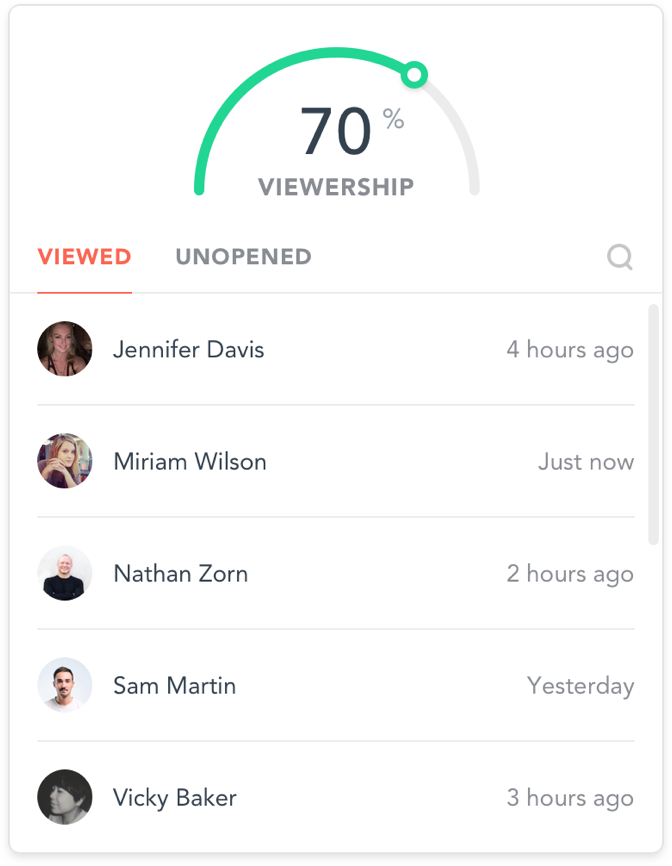 70 %
VIEWERSHIP
VIEWED UNOPENED
Jennifer Davis 4 hours ago
Miriam Wilson Just now
Nathan Zorn 2 hours ago
Sam Martin Yesterday
Vicky Baker 3 hours ago